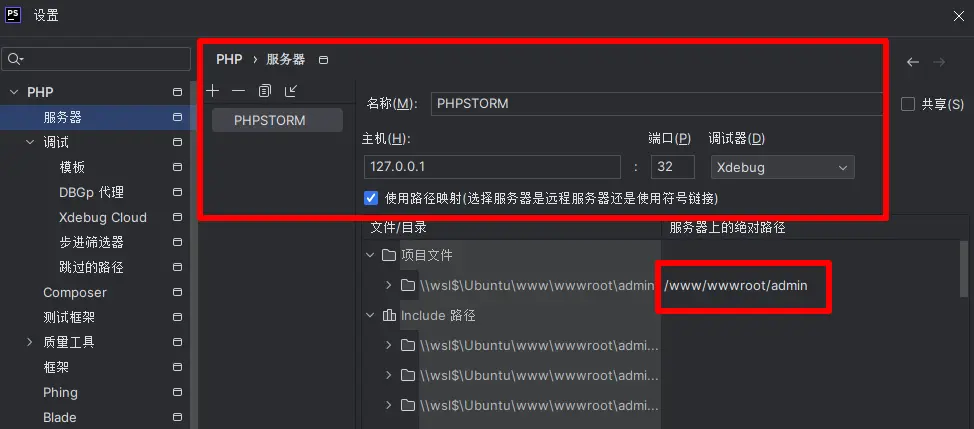 PS 设置
PHP › 服务器
PHP
服务器
调试
模板
DBGp 代理
Xdebug Cloud
步进筛选器
跳过的路径
Composer
测试框架
质量工具
框架
Phing
Blade
PHPSTORM
名称(M): PHPSTORM
共享(S)
主机(H): 端口(P) 调试器(D)
127.0.0.1 : 32 Xdebug
使用路径映射(选择服务器是远程服务器还是使用符号链接)
文件/目录 服务器上的绝对路径
项目文件
\\wsl$\Ubuntu\www\wwwroot\admin /www/wwwroot/admin
Include 路径
\\wsl$\Ubuntu\www\wwwroot\admi...
\\wsl$\Ubuntu\www\wwwroot\admi...
\\wsl$\Ubuntu\www\wwwroot\admi...